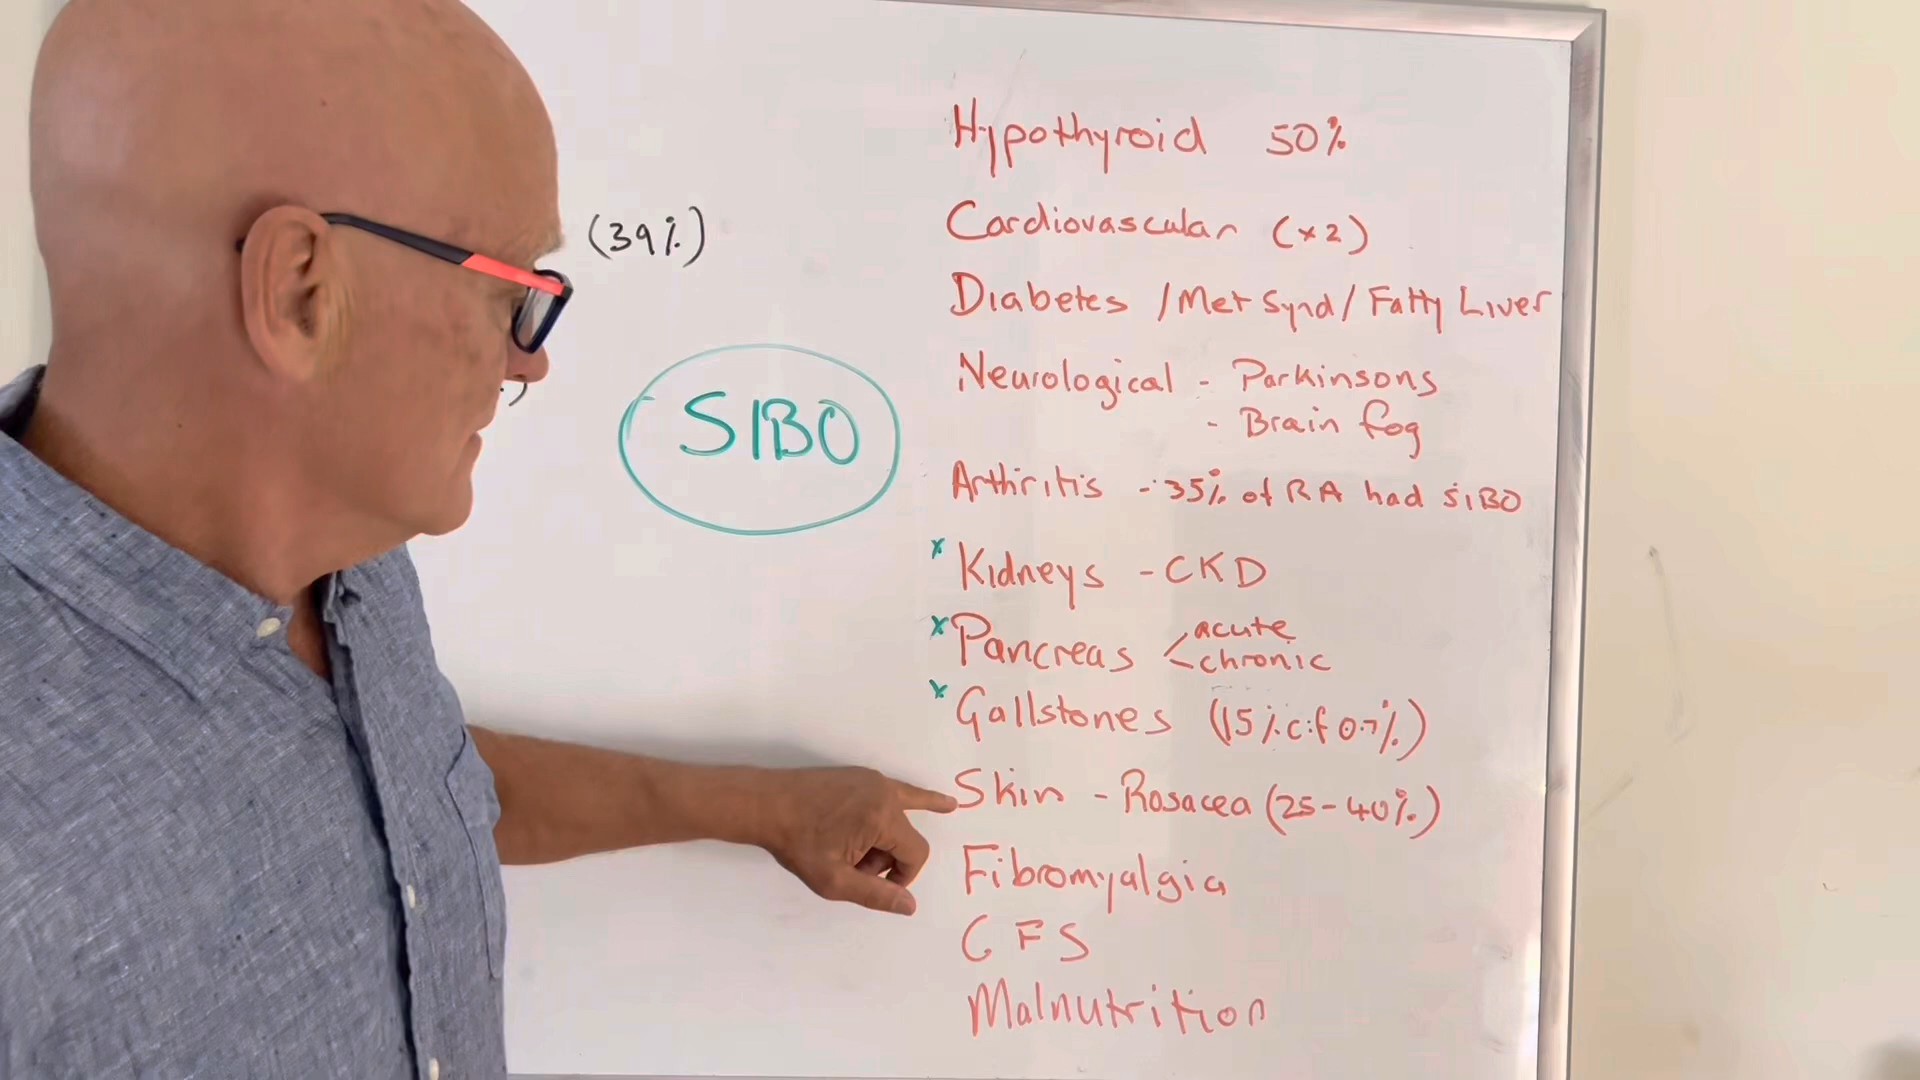 (39%)
SIBO
Hypothyroid 50%
Cardiovascular (x2)
Diabetes / Met Synd / Fatty Liver
Neurological - Parkinsons
- Brain fog
Arthritis - 35% of RA had SIBO
x Kidneys - CKD
x Pancreas < acute
chronic
x Gallstones (15% c.f 0.7%)
Skin - Rosacea (25-40%)
Fibromyalgia
CFS
Malnutrition